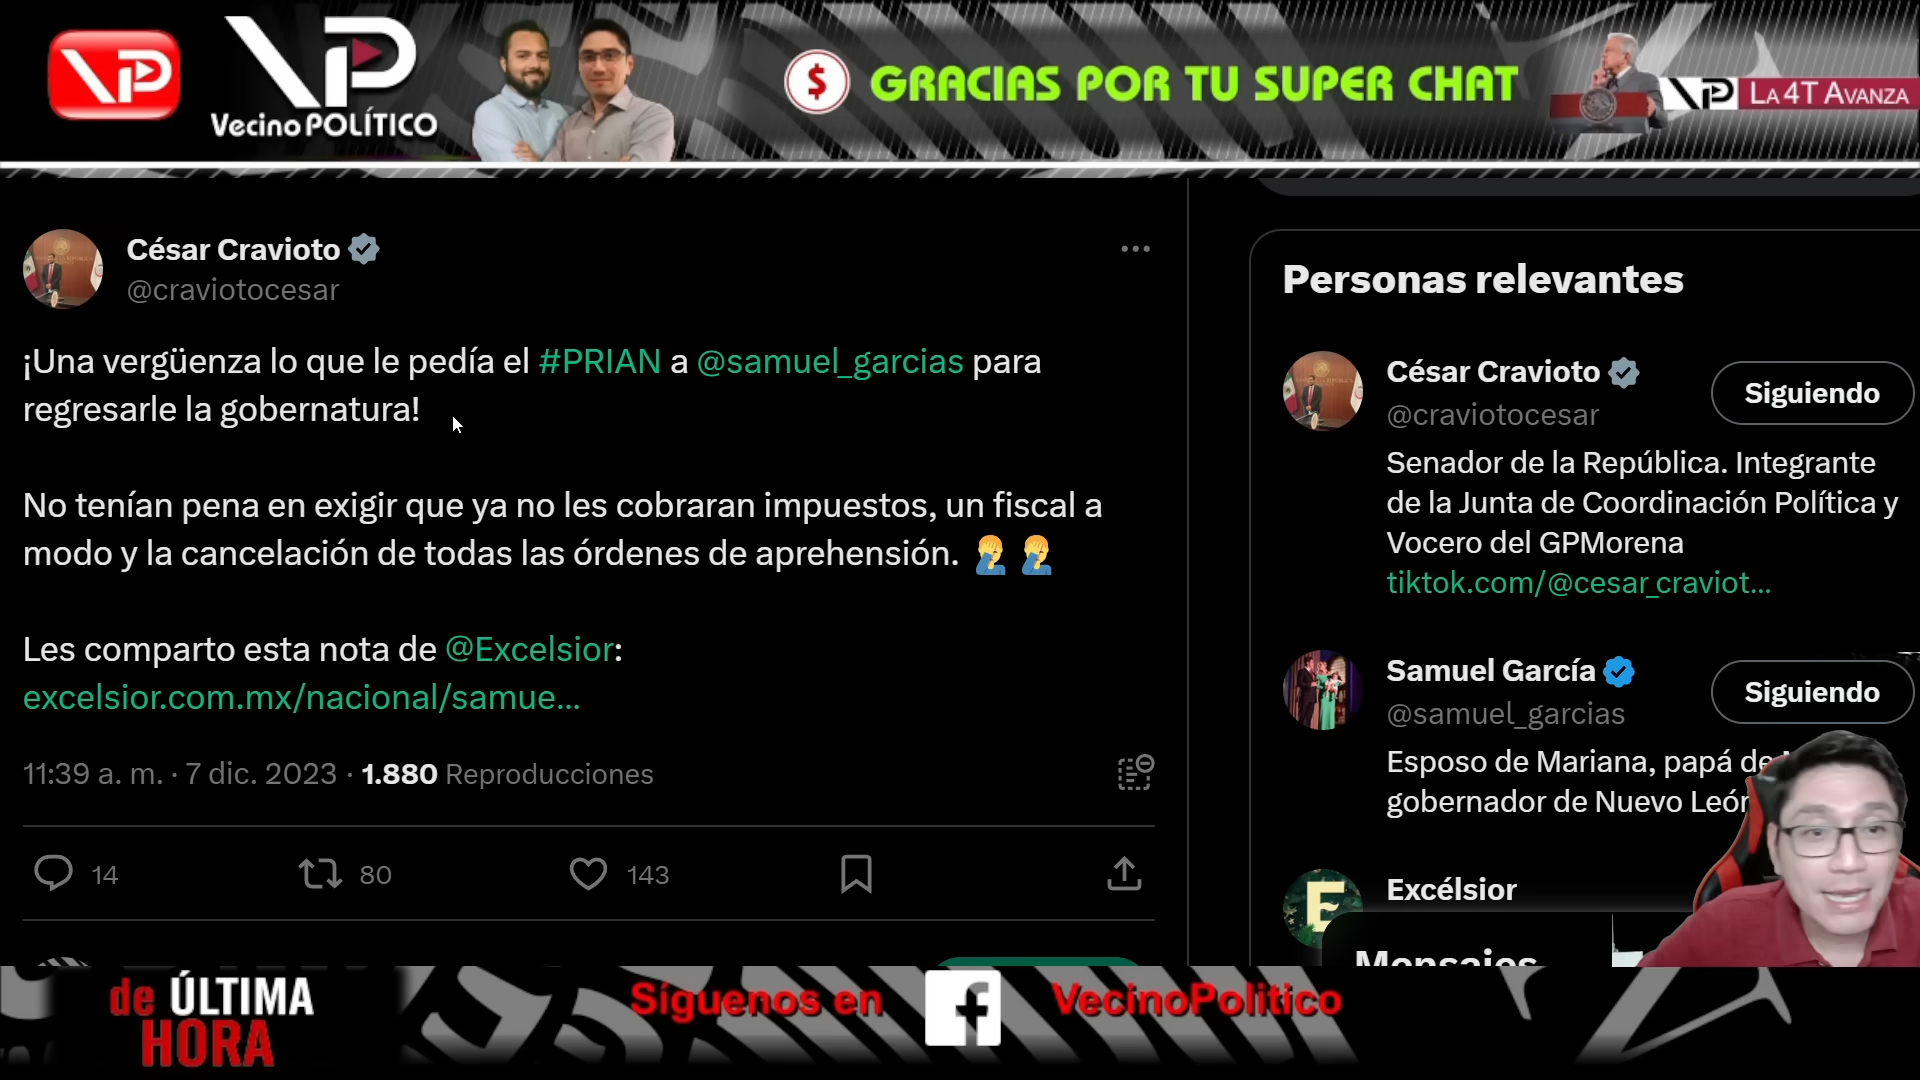 VP
VP
Vecino POLÍTICO
$ GRACIAS POR TU SUPER CHAT
VP LA 4T AVANZA
César Cravioto
@craviotocesar
¡Una vergüenza lo que le pedía el #PRIAN a @samuel_garcias para
regresarle la gobernatura!
No tenían pena en exigir que ya no les cobraran impuestos, un fiscal a
modo y la cancelación de todas las órdenes de aprehensión. 🤦‍♂️ 🤦‍♂️
Les comparto esta nota de @Excelsior:
excelsior.com.mx/nacional/samue...
11:39 a. m. · 7 dic. 2023 · 1.880 Reproducciones
14 80 143
Personas relevantes
César Cravioto
@craviotocesar
Siguiendo
Senador de la República. Integrante
de la Junta de Coordinación Política y
Vocero del GPMorena
tiktok.com/@cesar_craviot...
Samuel García
@samuel_garcias
Siguiendo
Esposo de Mariana, papá de
gobernador de Nuevo León
Excélsior
E
Mensajes
de ÚLTIMA
HORA
Síguenos en f VecinoPolitico